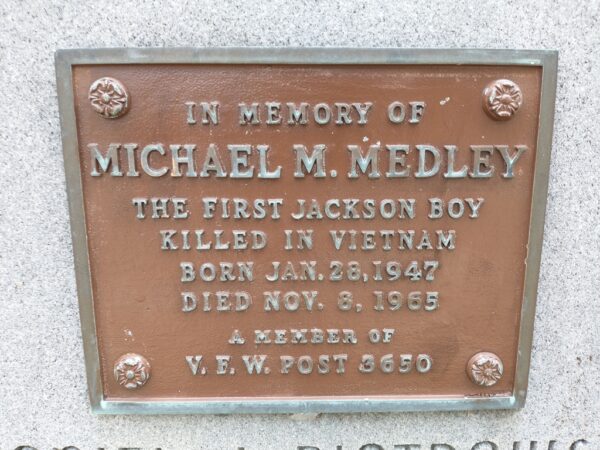 IN MEMORY OF
MICHAEL M. MEDLEY
THE FIRST JACKSON BOY
KILLED IN VIETNAM
BORN JAN. 28, 1947
DIED NOV. 8, 1965
A MEMBER OF
V. F. W. POST 3650